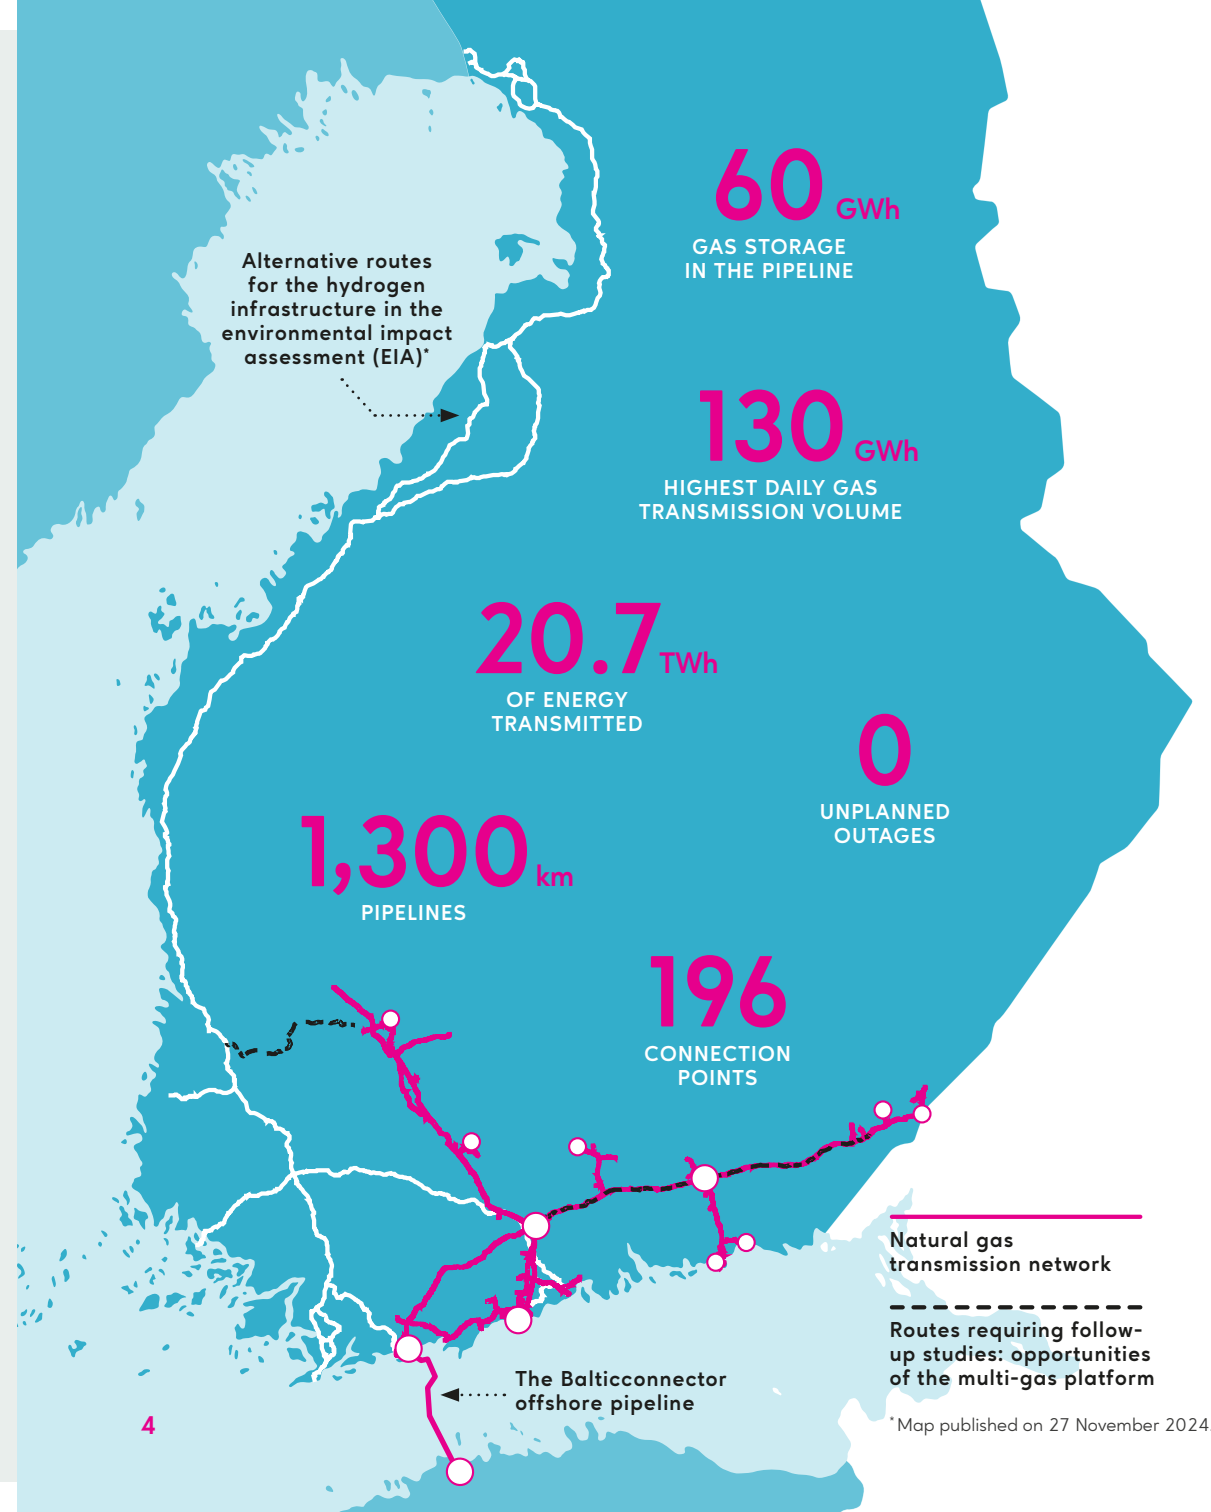 60 GWh
GAS STORAGE
IN THE PIPELINE
Alternative routes
for the hydrogen
infrastructure in the
environmental impact
assessment (EIA)*
130 GWh
HIGHEST DAILY GAS
TRANSMISSION VOLUME
20.7 TWh
OF ENERGY
TRANSMITTED
0
UNPLANNED
OUTAGES
1,300 km
PIPELINES
196
CONNECTION
POINTS
Natural gas
transmission network
Routes requiring follow-
up studies: opportunities
of the multi-gas platform
The Balticconnector
offshore pipeline
*Map published on 27 November 2024.
4